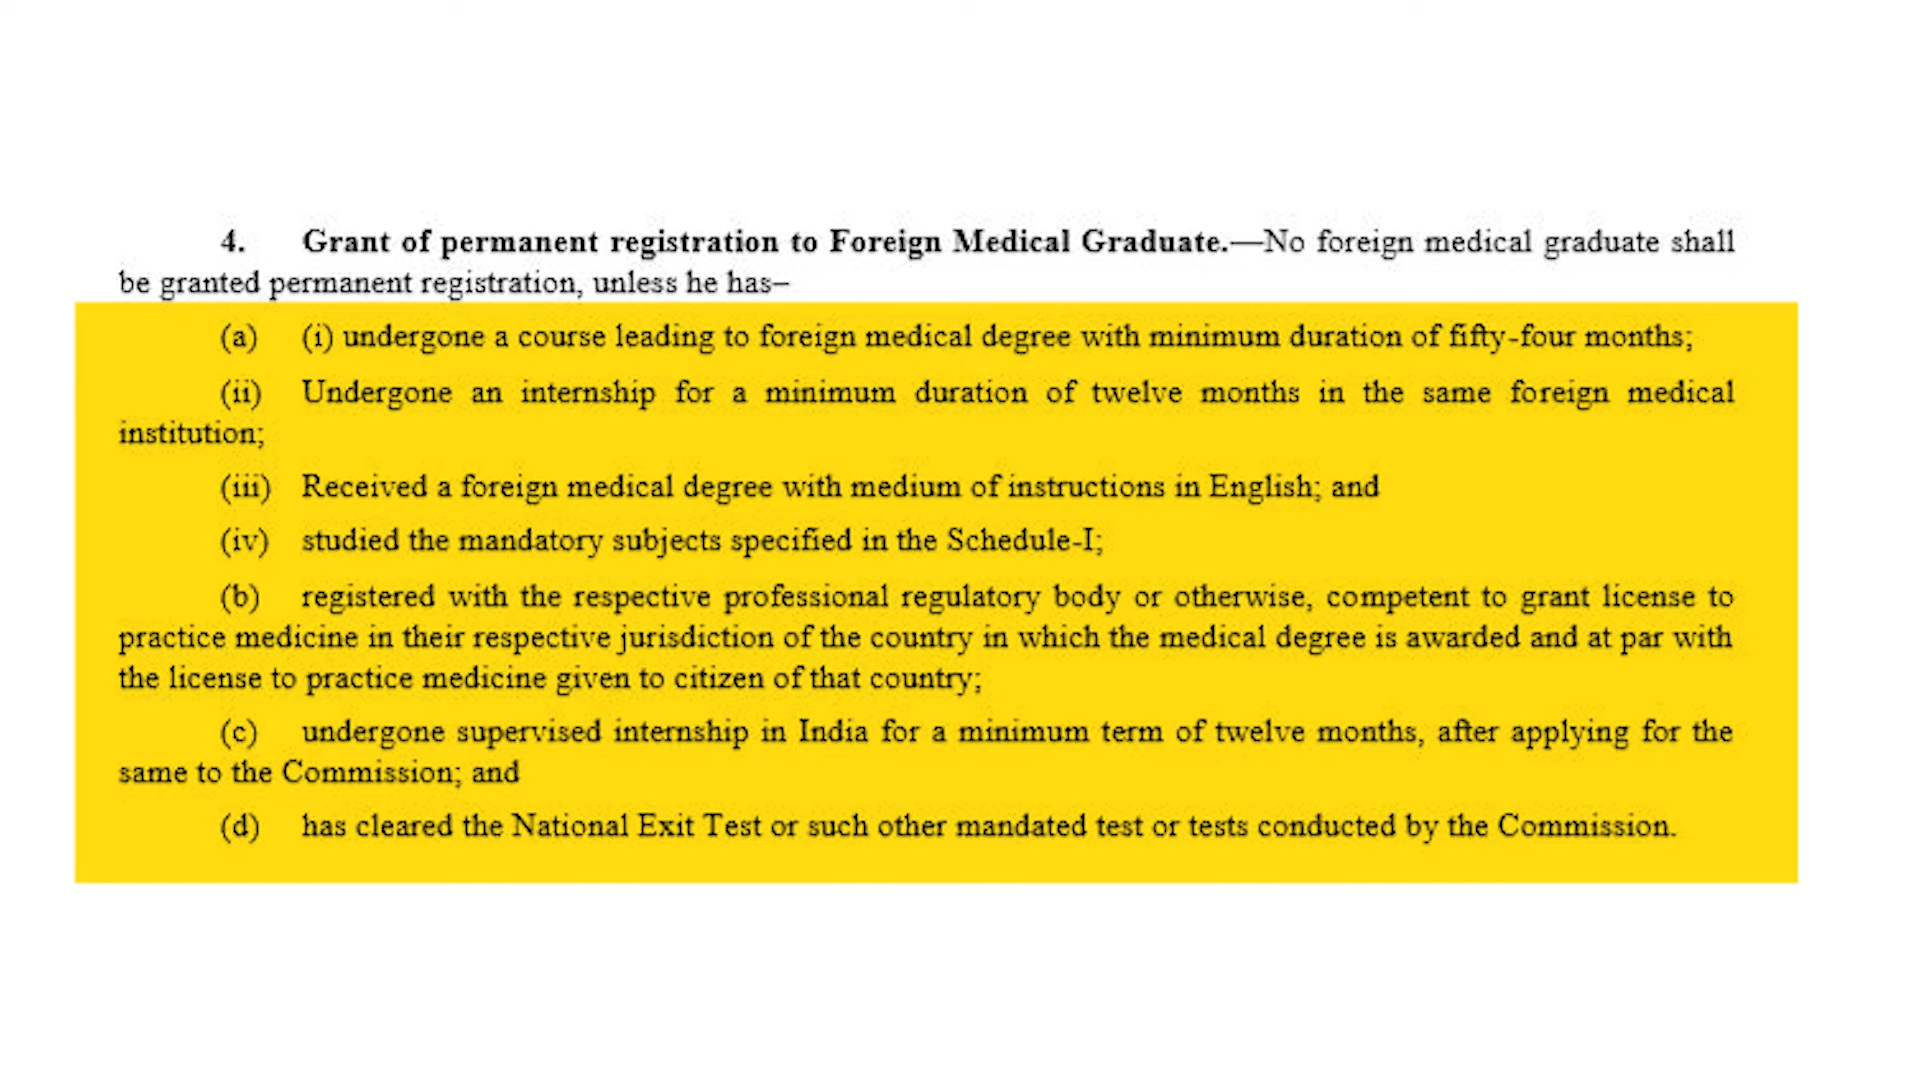 4. Grant of permanent registration to Foreign Medical Graduate.—No foreign medical graduate shall
be granted permanent registration, unless he has–
(a) (i) undergone a course leading to foreign medical degree with minimum duration of fifty-four months;
(ii) Undergone an internship for a minimum duration of twelve months in the same foreign medical
institution;
(iii) Received a foreign medical degree with medium of instructions in English; and
(iv) studied the mandatory subjects specified in the Schedule-I;
(b) registered with the respective professional regulatory body or otherwise, competent to grant license to
practice medicine in their respective jurisdiction of the country in which the medical degree is awarded and at par with
the license to practice medicine given to citizen of that country;
(c) undergone supervised internship in India for a minimum term of twelve months, after applying for the
same to the Commission; and
(d) has cleared the National Exit Test or such other mandated test or tests conducted by the Commission.